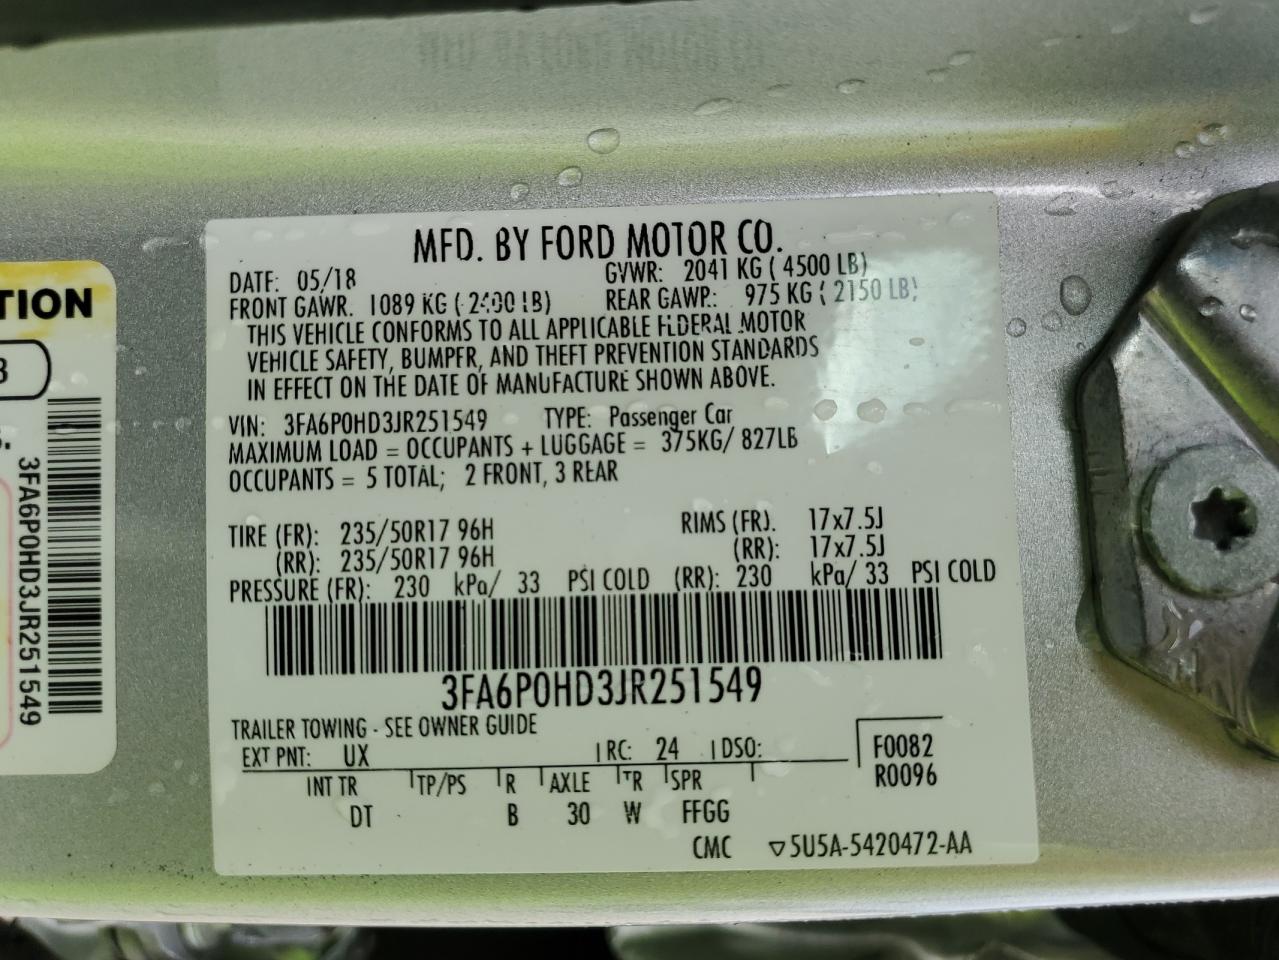 MFD. BY FORD MOTOR CO.
DATE: 05/18 GVWR: 2041 KG ( 4500 LB)
FRONT GAWR. 1089 KG ( 2400 LB) REAR GAWR: 975 KG ( 2150 LB)
THIS VEHICLE CONFORMS TO ALL APPLICABLE FEDERAL MOTOR
VEHICLE SAFETY, BUMPER, AND THEFT PREVENTION STANDARDS
IN EFFECT ON THE DATE OF MANUFACTURE SHOWN ABOVE.
VIN: 3FA6P0HD3JR251549 TYPE: Passenger Car
MAXIMUM LOAD = OCCUPANTS + LUGGAGE = 375KG/ 827LB
OCCUPANTS = 5 TOTAL; 2 FRONT, 3 REAR
TIRE (FR): 235/50R17 96H RIMS (FR). 17x7.5J
(RR): 235/50R17 96H (RR): 17x7.5J
PRESSURE (FR): 230 kPa/ 33 PSI COLD (RR): 230 kPa/ 33 PSI COLD
3FA6P0HD3JR251549
TRAILER TOWING - SEE OWNER GUIDE
EXT PNT: UX RC: 24 DSO: F0082
R0096
INT TR TP/PS R AXLE TR SPR
DT B 30 W FFGG
CMC ▽5U5A-5420472-AA
TION
3
3FA6P0HD3JR251549